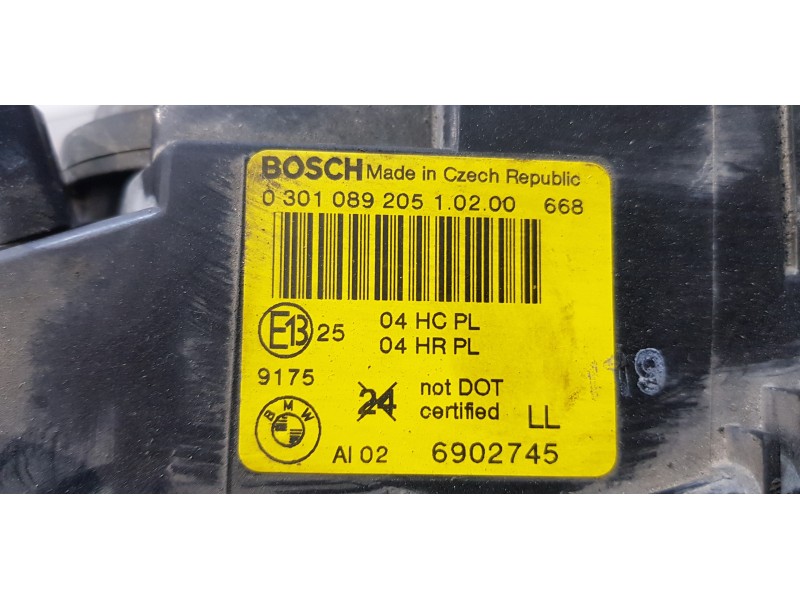 BOSCH Made in Czech Republic
0 301 089 205 1.02.00 668
E13 25 04 HC PL
04 HR PL
9175
24 not DOT
certified LL
BMW
AI 02 6902745